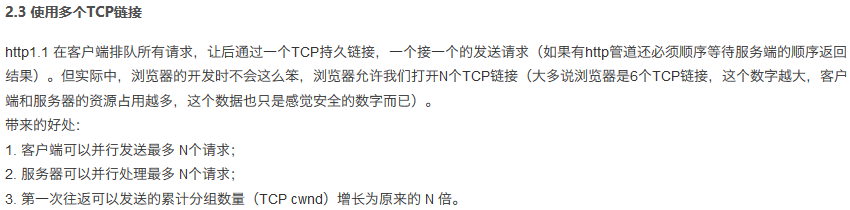 2.3 使用多个TCP链接
http1.1 在客户端排队所有请求，让后通过一个TCP持久链接，一个接一个的发送请求（如果有http管道还必须顺序等待服务端的顺序返回
结果）。但实际中，浏览器的开发时不会这么笨，浏览器允许我们打开N个TCP链接（大多说浏览器是6个TCP链接，这个数字越大，客户
端和服务器的资源占用越多，这个数据也只是感觉安全的数字而已）。
带来的好处：
1. 客户端可以并行发送最多 N个请求；
2. 服务器可以并行处理最多 N个请求；
3. 第一次往返可以发送的累计分组数量（TCP cwnd）增长为原来的 N 倍。